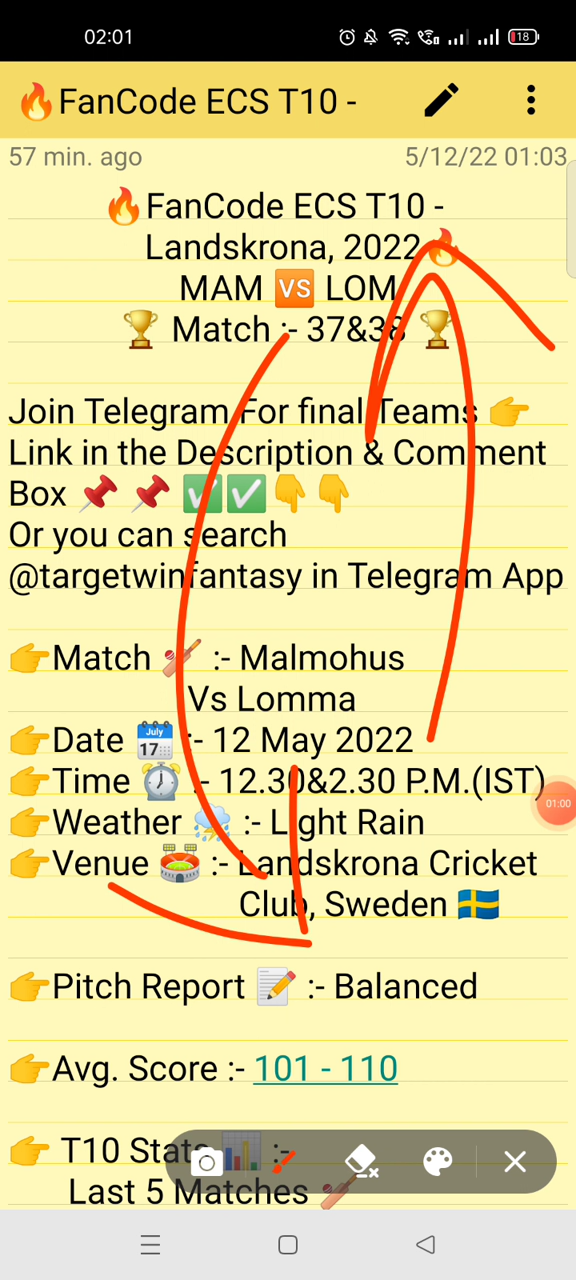 02:01
18
🔥FanCode ECS T10 -
57 min. ago
5/12/22 01:03
🔥FanCode ECS T10 -
Landskrona, 2022🔥
MAM 🆚 LOM
🏆 Match :- 37&38 🏆
Join Telegram For final Teams 👉
Link in the Description & Comment
Box 📌 📌 ✅✅👇👇
Or you can search
@targetwinfantasy in Telegram App
👉Match 🏏 :- Malmohus
Vs Lomma
👉Date 📅 :- 12 May 2022
👉Time ⏰ :- 12.30&2.30 P.M.(IST)
01:00
👉Weather ⛈️ :- Light Rain
👉Venue 🏟️ :- Landskrona Cricket
Club, Sweden 🇸🇪
👉Pitch Report 📝 :- Balanced
👉Avg. Score :- 101 - 110
👉 T10 Stats 📊 :-
Last 5 Matches 🏏